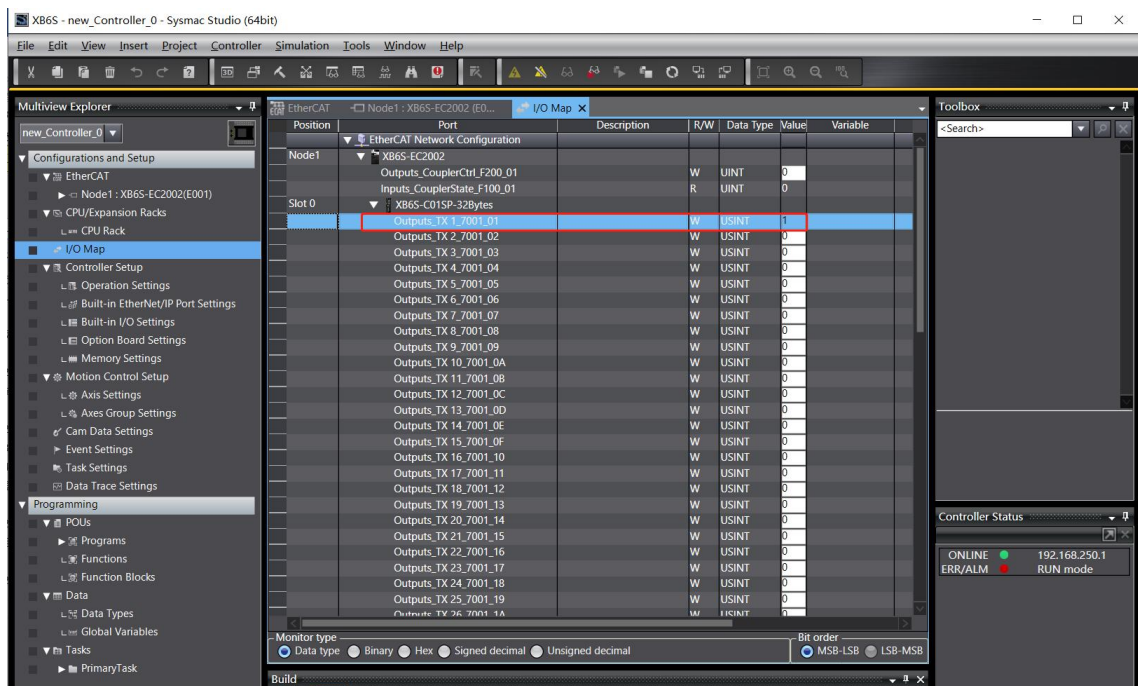 XB6S - new_Controller_0 - Sysmac Studio (64bit)
File Edit View Insert Project Controller Simulation Tools Window Help
Multiview Explorer
new_Controller_0
Configurations and Setup
EtherCAT
Node1 : XB6S-EC2002(E001)
CPU/Expansion Racks
CPU Rack
I/O Map
Controller Setup
Operation Settings
Built-in EtherNet/IP Port Settings
Built-in I/O Settings
Option Board Settings
Memory Settings
Motion Control Setup
Axis Settings
Axes Group Settings
Cam Data Settings
Event Settings
Task Settings
Data Trace Settings
Programming
POUs
Programs
Functions
Function Blocks
Data
Data Types
Global Variables
Tasks
PrimaryTask
EtherCAT Node1 : XB6S-EC2002 (E0... I/O Map
Position Port Description R/W Data Type Value Variable
EtherCAT Network Configuration
Node1 XB6S-EC2002
Outputs_CouplerCtrl_F200_01 W UINT 0
Inputs_CouplerState_F100_01 R UINT 0
Slot 0 XB6S-C01SP-32Bytes
Outputs_TX 1_7001_01 W USINT 1
Outputs_TX 2_7001_02 W USINT 0
Outputs_TX 3_7001_03 W USINT 0
Outputs_TX 4_7001_04 W USINT 0
Outputs_TX 5_7001_05 W USINT 0
Outputs_TX 6_7001_06 W USINT 0
Outputs_TX 7_7001_07 W USINT 0
Outputs_TX 8_7001_08 W USINT 0
Outputs_TX 9_7001_09 W USINT 0
Outputs_TX 10_7001_0A W USINT 0
Outputs_TX 11_7001_0B W USINT 0
Outputs_TX 12_7001_0C W USINT 0
Outputs_TX 13_7001_0D W USINT 0
Outputs_TX 14_7001_0E W USINT 0
Outputs_TX 15_7001_0F W USINT 0
Outputs_TX 16_7001_10 W USINT 0
Outputs_TX 17_7001_11 W USINT 0
Outputs_TX 18_7001_12 W USINT 0
Outputs_TX 19_7001_13 W USINT 0
Outputs_TX 20_7001_14 W USINT 0
Outputs_TX 21_7001_15 W USINT 0
Outputs_TX 22_7001_16 W USINT 0
Outputs_TX 23_7001_17 W USINT 0
Outputs_TX 24_7001_18 W USINT 0
Outputs_TX 25_7001_19 W USINT 0
Outputs_TX 26_7001_1A W USINT 0
Monitor type
Data type Binary Hex Signed decimal Unsigned decimal
Bit order
MSB-LSB LSB-MSB
Build
Toolbox
<Search>
Controller Status
ONLINE 192.168.250.1
ERR/ALM RUN mode